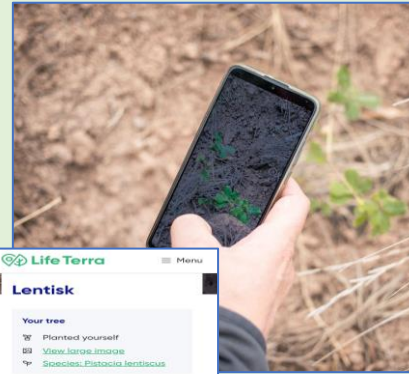 Life Terra
Menu
Lentisk
Your tree
Planted yourself
View large image
Species: Pistacia lentiscus